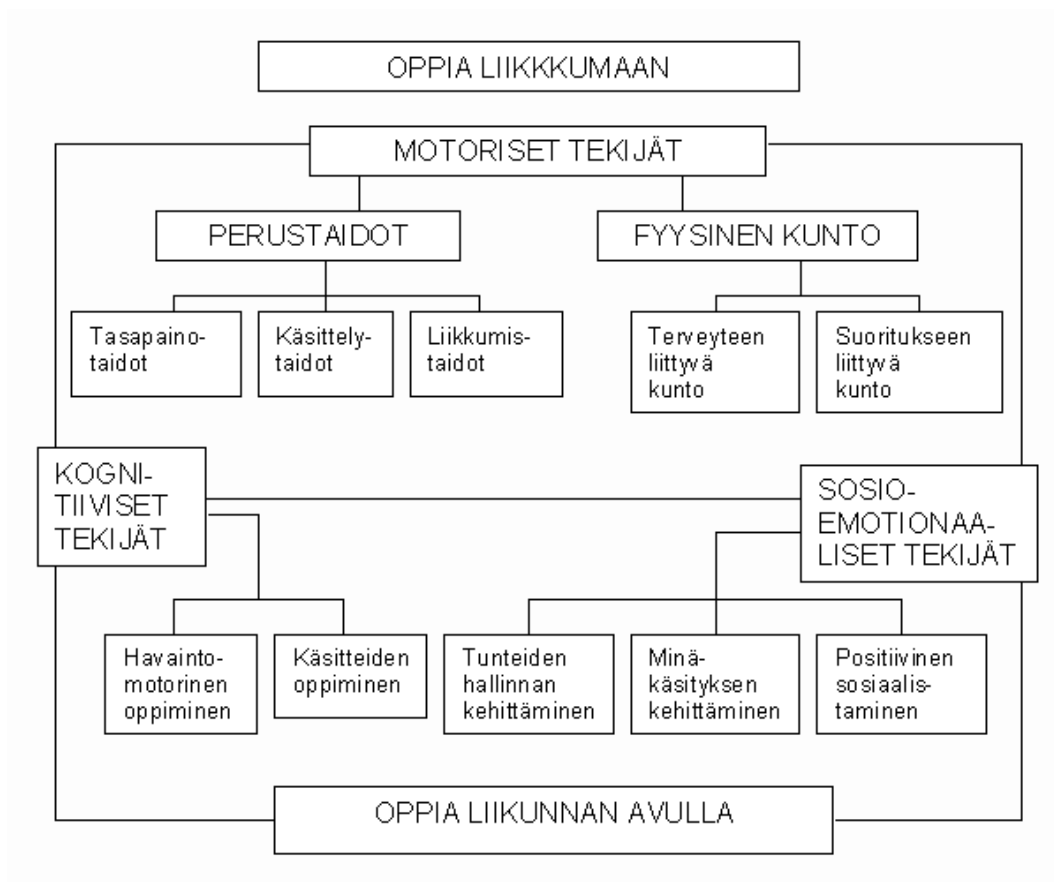 OPPIA LIIKKKUMAAN
MOTORISET TEKIJÄT
PERUSTAIDOT
FYYSINEN KUNTO
Tasapaino-
taidot
Käsittely-
taidot
Liikkumis-
taidot
Terveyteen
liittyvä
kunto
Suoritukseen
liittyvä
kunto
KOGNI-
TIIVISET
TEKIJÄT
SOSIO-
EMOTIONAA-
LISET TEKIJÄT
Havainto-
motorinen
oppiminen
Käsitteiden
oppiminen
Tunteiden
hallinnan
kehittäminen
Minä-
käsityksen
kehittäminen
Positiivinen
sosiaalis-
taminen
OPPIA LIIKUNNAN AVULLA